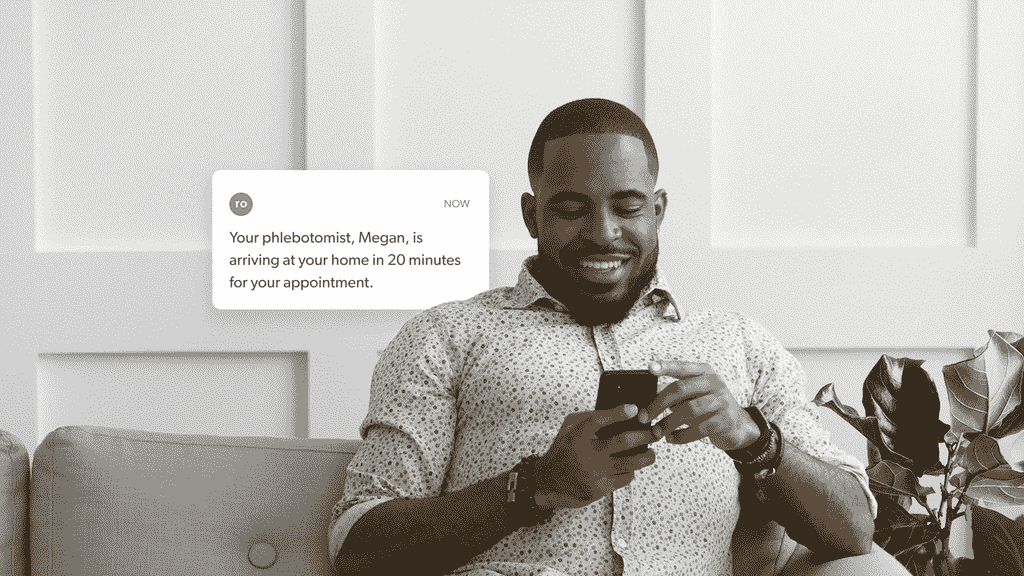 ro
NOW
Your phlebotomist, Megan, is
arriving at your home in 20 minutes
for your appointment.